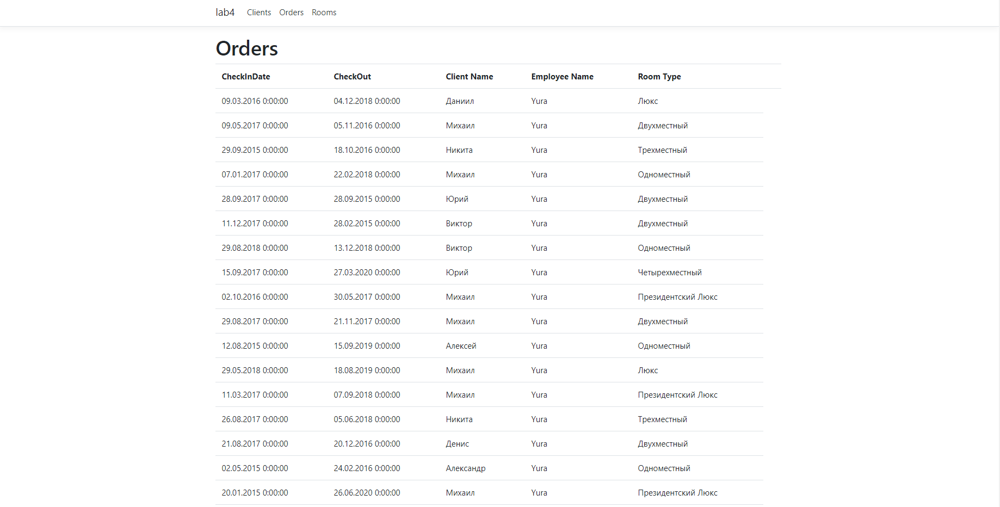 lab4 Clients Orders Rooms
Orders
CheckInDate CheckOut Client Name Employee Name Room Type
09.03.2016 0:00:00 04.12.2018 0:00:00 Даниил Yura Люкс
09.05.2017 0:00:00 05.11.2016 0:00:00 Михаил Yura Двухместный
29.09.2015 0:00:00 18.10.2016 0:00:00 Никита Yura Трехместный
07.01.2017 0:00:00 22.02.2018 0:00:00 Михаил Yura Одноместный
28.09.2017 0:00:00 28.09.2015 0:00:00 Юрий Yura Двухместный
11.12.2017 0:00:00 28.02.2015 0:00:00 Виктор Yura Двухместный
29.08.2018 0:00:00 13.12.2018 0:00:00 Виктор Yura Одноместный
15.09.2017 0:00:00 27.03.2020 0:00:00 Юрий Yura Четырехместный
02.10.2016 0:00:00 30.05.2017 0:00:00 Михаил Yura Президентский Люкс
29.08.2017 0:00:00 21.11.2017 0:00:00 Михаил Yura Двухместный
12.08.2015 0:00:00 15.09.2019 0:00:00 Алексей Yura Одноместный
29.05.2018 0:00:00 18.08.2019 0:00:00 Михаил Yura Люкс
11.03.2017 0:00:00 07.09.2018 0:00:00 Михаил Yura Президентский Люкс
26.08.2017 0:00:00 05.06.2018 0:00:00 Никита Yura Трехместный
21.08.2017 0:00:00 20.12.2016 0:00:00 Денис Yura Двухместный
02.05.2015 0:00:00 24.02.2016 0:00:00 Александр Yura Одноместный
20.01.2015 0:00:00 26.06.2020 0:00:00 Михаил Yura Президентский Люкс